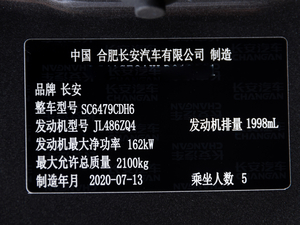 中国 合肥长安汽车有限公司 制造
品牌 长安
整车型号 SC6479CDH6
发动机型号 JL486ZQ4 发动机排量 1998mL
发动机最大净功率 162kW
最大允许总质量 2100kg
制造年月 2020-07-13 乘坐人数 5